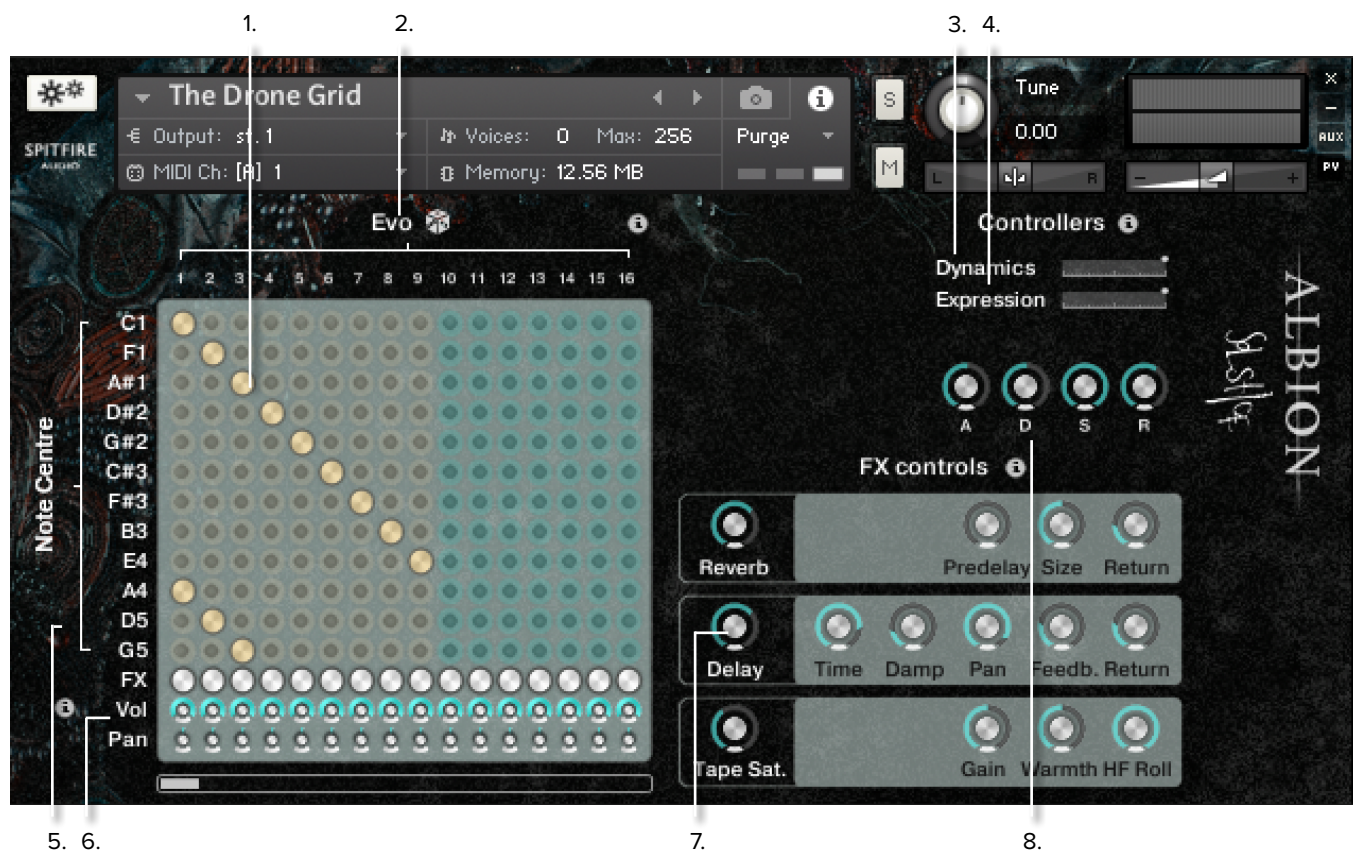 1. 2. 3. 4.
The Drone Grid
S
Tune
X
SPITFIRE
AUDIO
Output: st. 1
Voices: 0 Max: 256
Purge
0.00
AUX
MIDI Ch: [A] 1
Memory: 12.56 MB
M
L R
- +
PV
Evo
Controllers
1 2 3 4 5 6 7 8 9 10 11 12 13 14 15 16
Dynamics
Expression
ALBION
C1
F1
A#1
D#2
G#2
C#3
F#3
B3
E4
A4
D5
G5
FX
Vol
Pan
Note Centre
A D S R
FX controls
Reverb
Predelay Size Return
Delay
Time Damp Pan Feedb. Return
Tape Sat.
Gain Warmth HF Roll
5. 6. 7. 8.